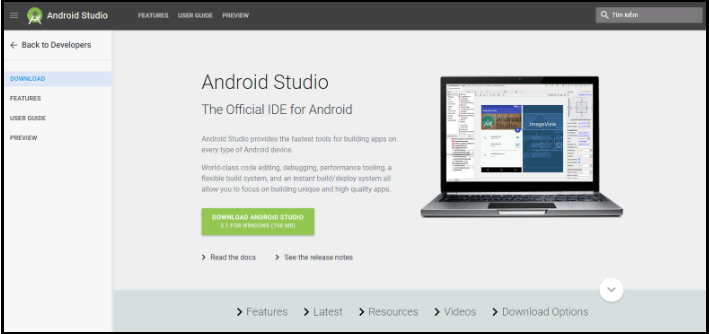 Android Studio FEATURES USER GUIDE PREVIEW Tìm kiếm
Back to Developers
DOWNLOAD
FEATURES
USER GUIDE
PREVIEW
Android Studio
The Official IDE for Android
Android Studio provides the fastest tools for building apps on
every type of Android device.
World-class code editing, debugging, performance tooling, a
flexible build system, and an instant build/deploy system all
allow you to focus on building unique and high quality apps.
DOWNLOAD ANDROID STUDIO
2.1 FOR WINDOWS (750 MB)
Read the docs See the release notes
Android
Studio
ImageView
Features Latest Resources Videos Download Options